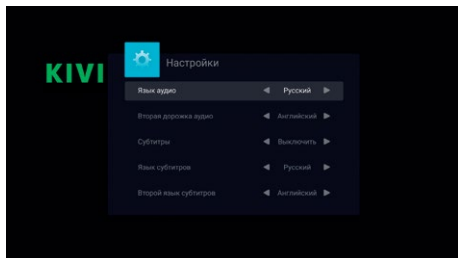 KIVI
Настройки
Язык аудио Русский
Вторая дорожка аудио Английский
Субтитры Выключить
Язык субтитров Русский
Второй язык субтитров Английский